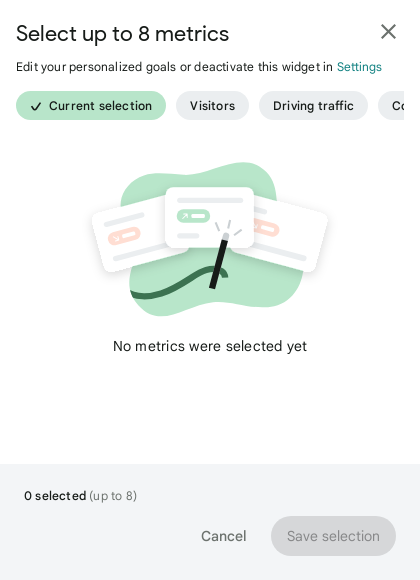 Select up to 8 metrics
Edit your personalized goals or deactivate this widget in Settings
Current selection Visitors Driving traffic
No metrics were selected yet
0 selected (up to 8)
Cancel Save selection